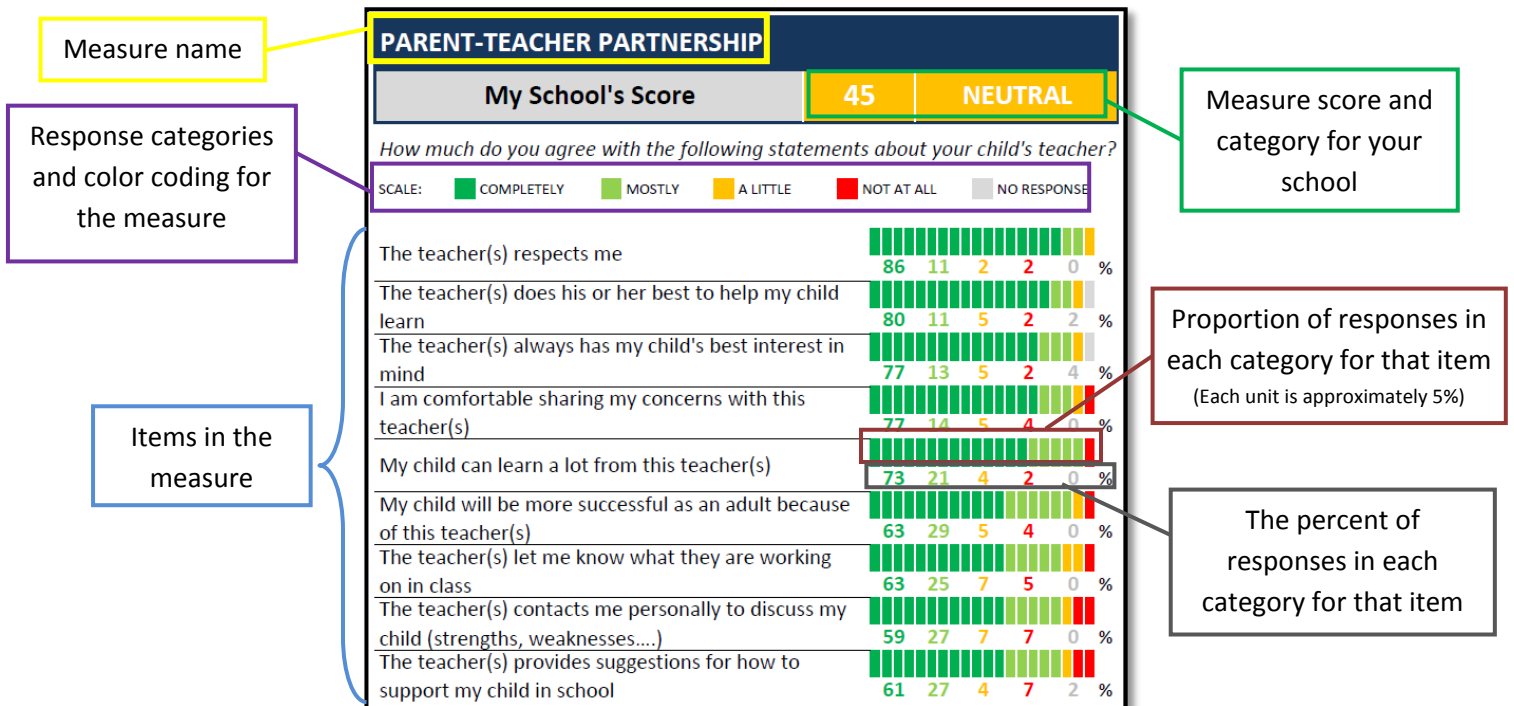 Measure name
PARENT-TEACHER PARTNERSHIP
My School's Score 45 NEUTRAL
Measure score and
category for your
school
Response categories
and color coding for
the measure
How much do you agree with the following statements about your child's teacher?
SCALE: COMPLETELY MOSTLY A LITTLE NOT AT ALL NO RESPONSE
Items in the
measure
The teacher(s) respects me
86 11 2 2 0 %
The teacher(s) does his or her best to help my child
learn
80 11 5 2 2 %
The teacher(s) always has my child's best interest in
mind
77 13 5 2 4 %
I am comfortable sharing my concerns with this
teacher(s)
77 14 5 4 0 %
My child can learn a lot from this teacher(s)
73 21 4 2 0 %
My child will be more successful as an adult because
of this teacher(s)
63 29 5 4 0 %
The teacher(s) let me know what they are working
on in class
63 25 7 5 0 %
The teacher(s) contacts me personally to discuss my
child (strengths, weaknesses....)
59 27 7 7 0 %
The teacher(s) provides suggestions for how to
support my child in school
61 27 4 7 2 %
Proportion of responses in
each category for that item
(Each unit is approximately 5%)
The percent of
responses in each
category for that item